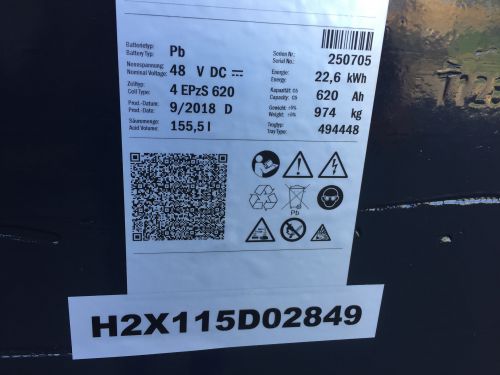 Batterietyp: Pb Serien Nr: 250705
Battery Type: Serial No.:
Nennspannung: 48 V DC Energie: 22,6 kWh
Nominal Voltage: Energy:
Zelltyp: 4 EPzS 620 Kapazität C5 620 Ah
Cell Type: Capacity: C5
Prod.-Datum: 9/2018 D Gewicht: ±5% 974 kg
Prod.-Date: Weight: ±5%
Säuremenge: 155,5 l Trogtyp: 494448
Acid Volume: Tray Type:
Pb
H2X115D02849